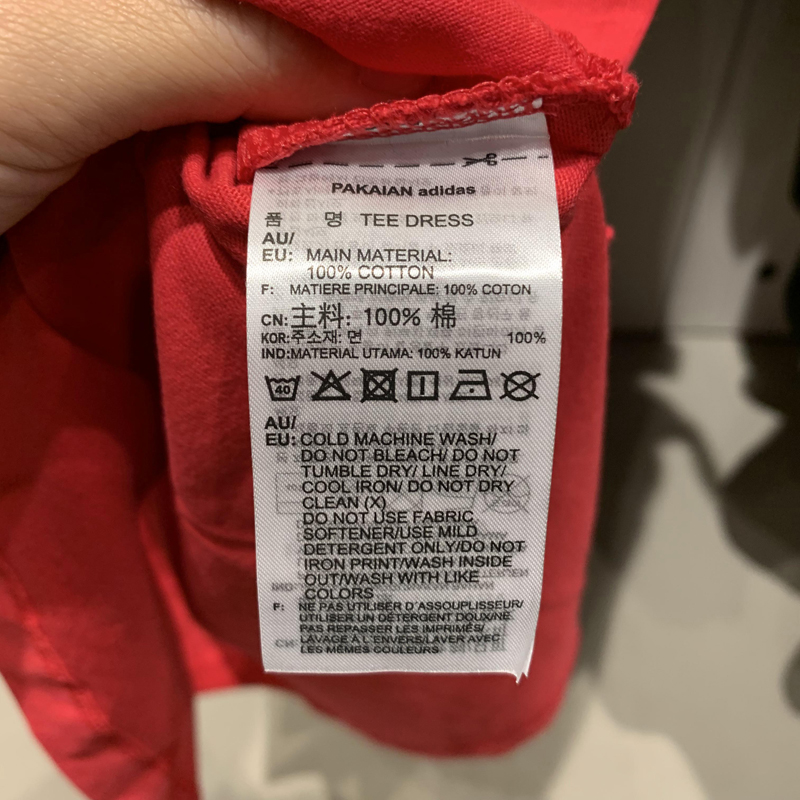 PAKAIAN adidas
품 명 TEE DRESS
AU/
EU: MAIN MATERIAL:
100% COTTON
F: MATIERE PRINCIPALE: 100% COTON
CN:主料: 100% 棉
KOR:주소재: 면 100%
IND:MATERIAL UTAMA: 100% KATUN
40
AU/
EU: COLD MACHINE WASH/
DO NOT BLEACH/ DO NOT
TUMBLE DRY/ LINE DRY/
COOL IRON/ DO NOT DRY
CLEAN (X)
DO NOT USE FABRIC
SOFTENER/USE MILD
DETERGENT ONLY/DO NOT
IRON PRINT/WASH INSIDE
OUT/WASH WITH LIKE
COLORS
F: NE PAS UTILISER D'ASSOUPLISSEUR/
UTILISER UN DETERGENT DOUX/NE
PAS REPASSER LES IMPRIMÉS/
LAVAGE À L'ENVERS/LAVER AVEC
LES MÊMES COULEURS